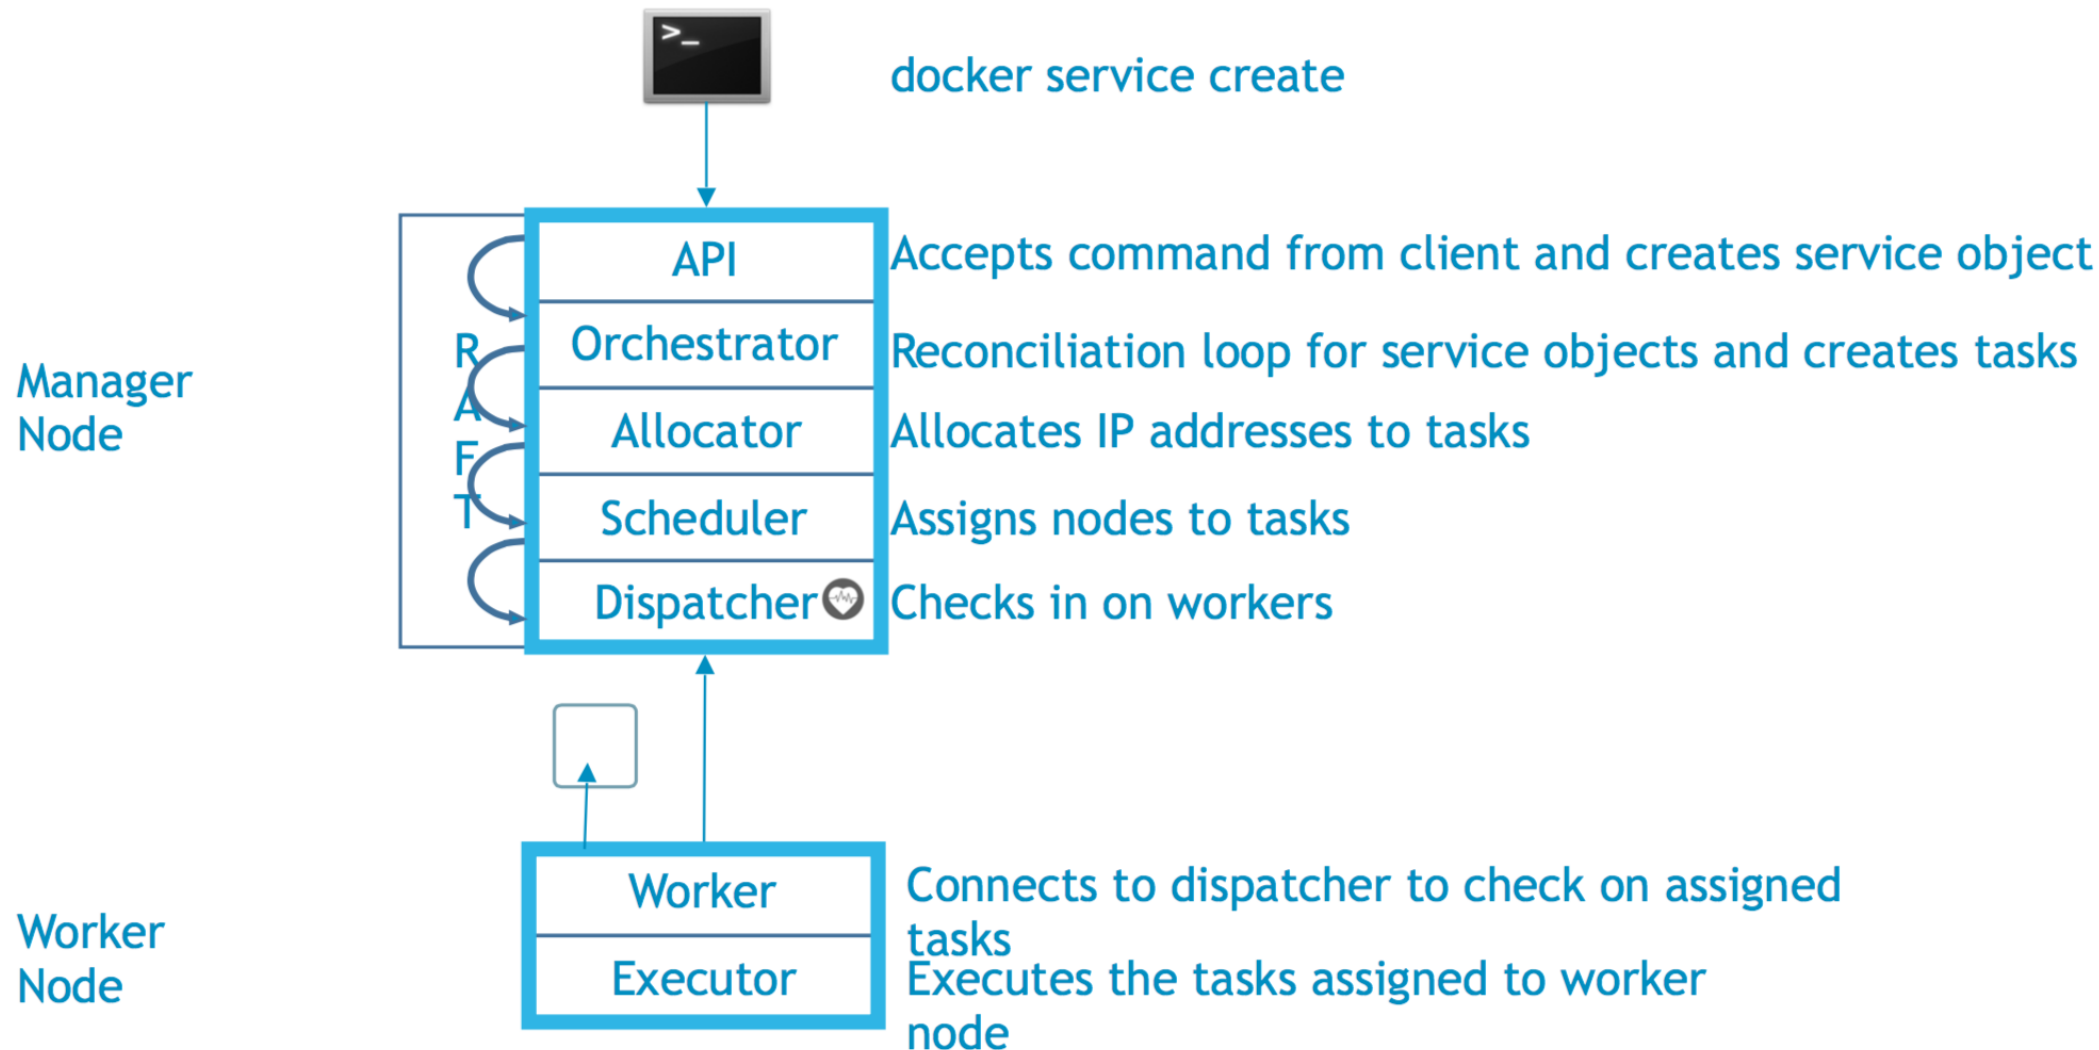 >_
docker service create
API
Accepts command from client and creates service object
Orchestrator
Reconciliation loop for service objects and creates tasks
Allocator
Allocates IP addresses to tasks
Scheduler
Assigns nodes to tasks
Dispatcher
Checks in on workers
R
A
F
T
Manager
Node
Worker
Connects to dispatcher to check on assigned
tasks
Executor
Executes the tasks assigned to worker
node
Worker
Node